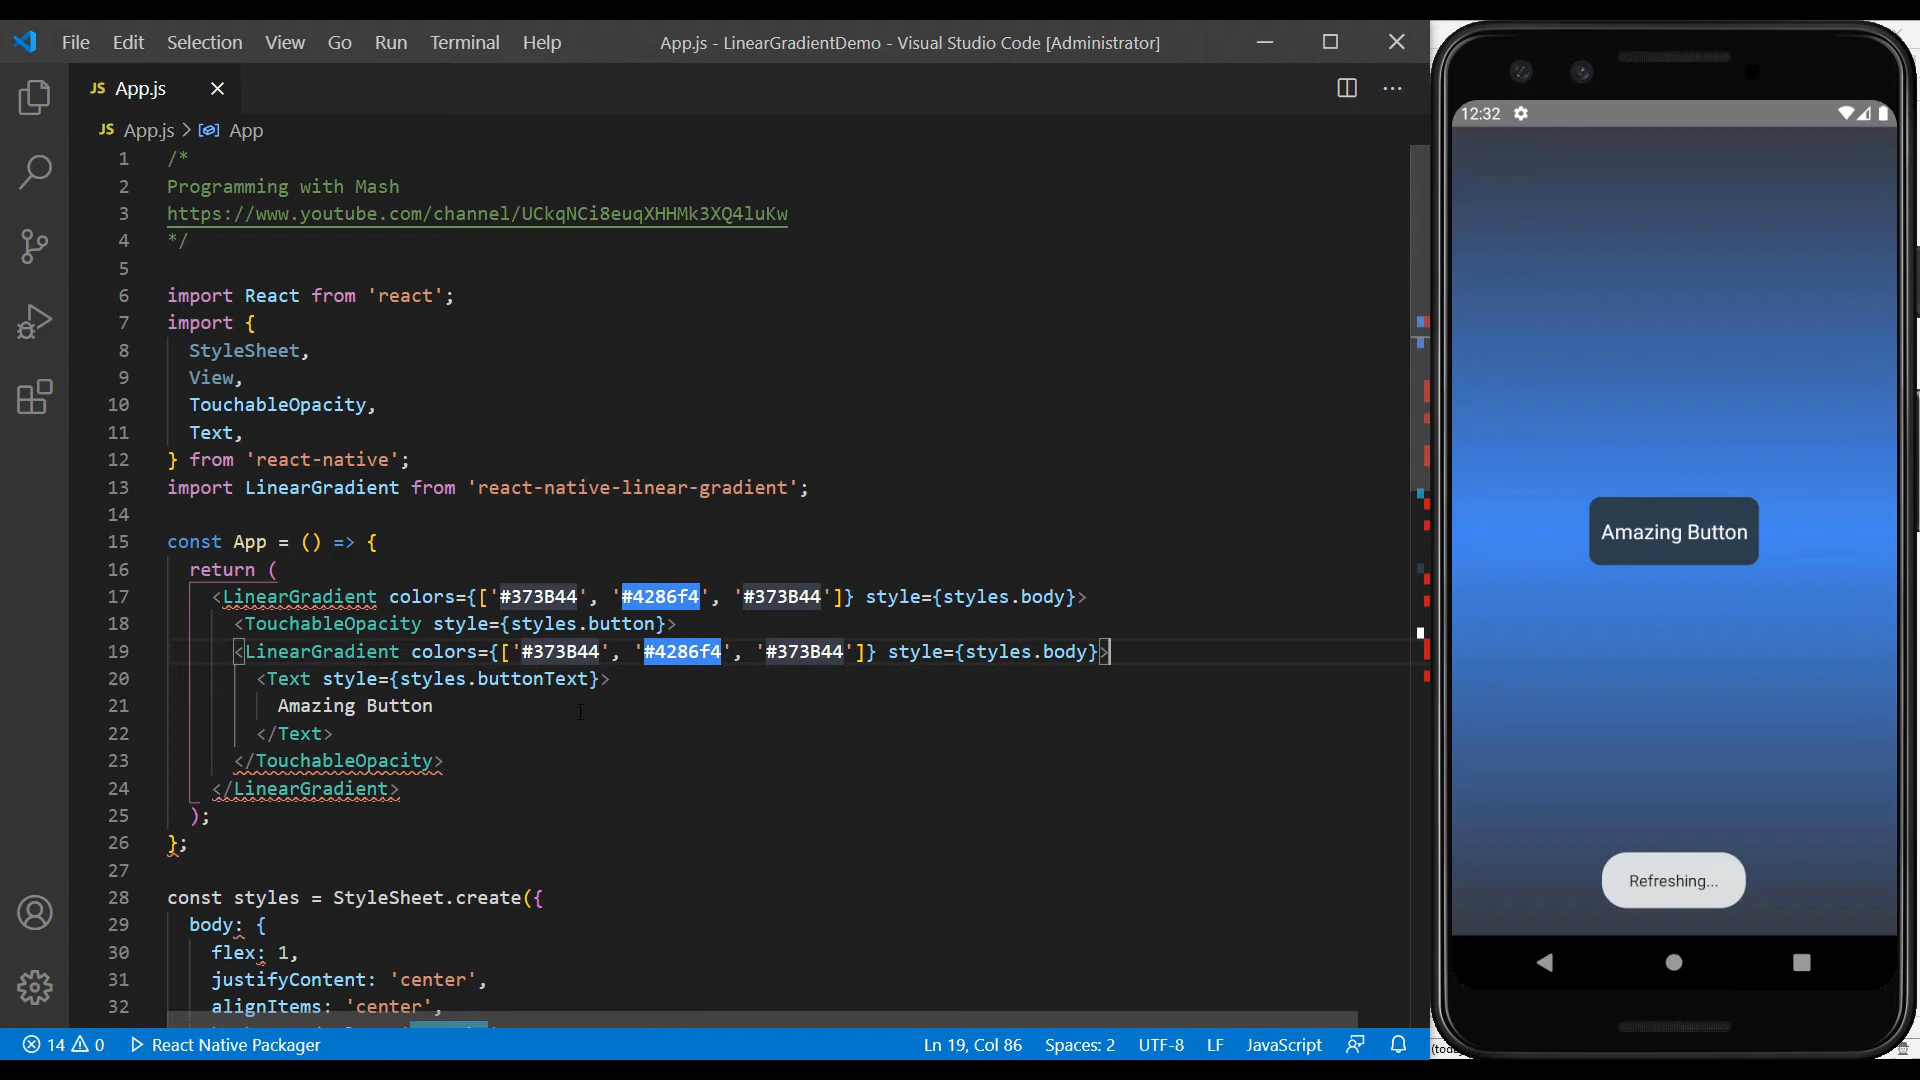 File Edit Selection View Go Run Terminal Help
App.js - LinearGradientDemo - Visual Studio Code [Administrator]
JS App.js
JS App.js > App
1 /*
2 Programming with Mash
3 https://www.youtube.com/channel/UCkqNCi8euqXHHMk3XQ4luKw
4 */
5
6 import React from 'react';
7 import {
8 StyleSheet,
9 View,
10 TouchableOpacity,
11 Text,
12 } from 'react-native';
13 import LinearGradient from 'react-native-linear-gradient';
14
15 const App = () => {
16 return (
17 <LinearGradient colors={['#373B44', '#4286f4', '#373B44']} style={styles.body}>
18 <TouchableOpacity style={styles.button}>
19 <LinearGradient colors={['#373B44', '#4286f4', '#373B44']} style={styles.body}>
20 <Text style={styles.buttonText}>
21 Amazing Button
22 </Text>
23 </TouchableOpacity>
24 </LinearGradient>
25 );
26 };
27
28 const styles = StyleSheet.create({
29 body: {
30 flex: 1,
31 justifyContent: 'center',
32 alignItems: 'center',
14 0 React Native Packager Ln 19, Col 86 Spaces: 2 UTF-8 LF JavaScript
12:32
Amazing Button
Refreshing...